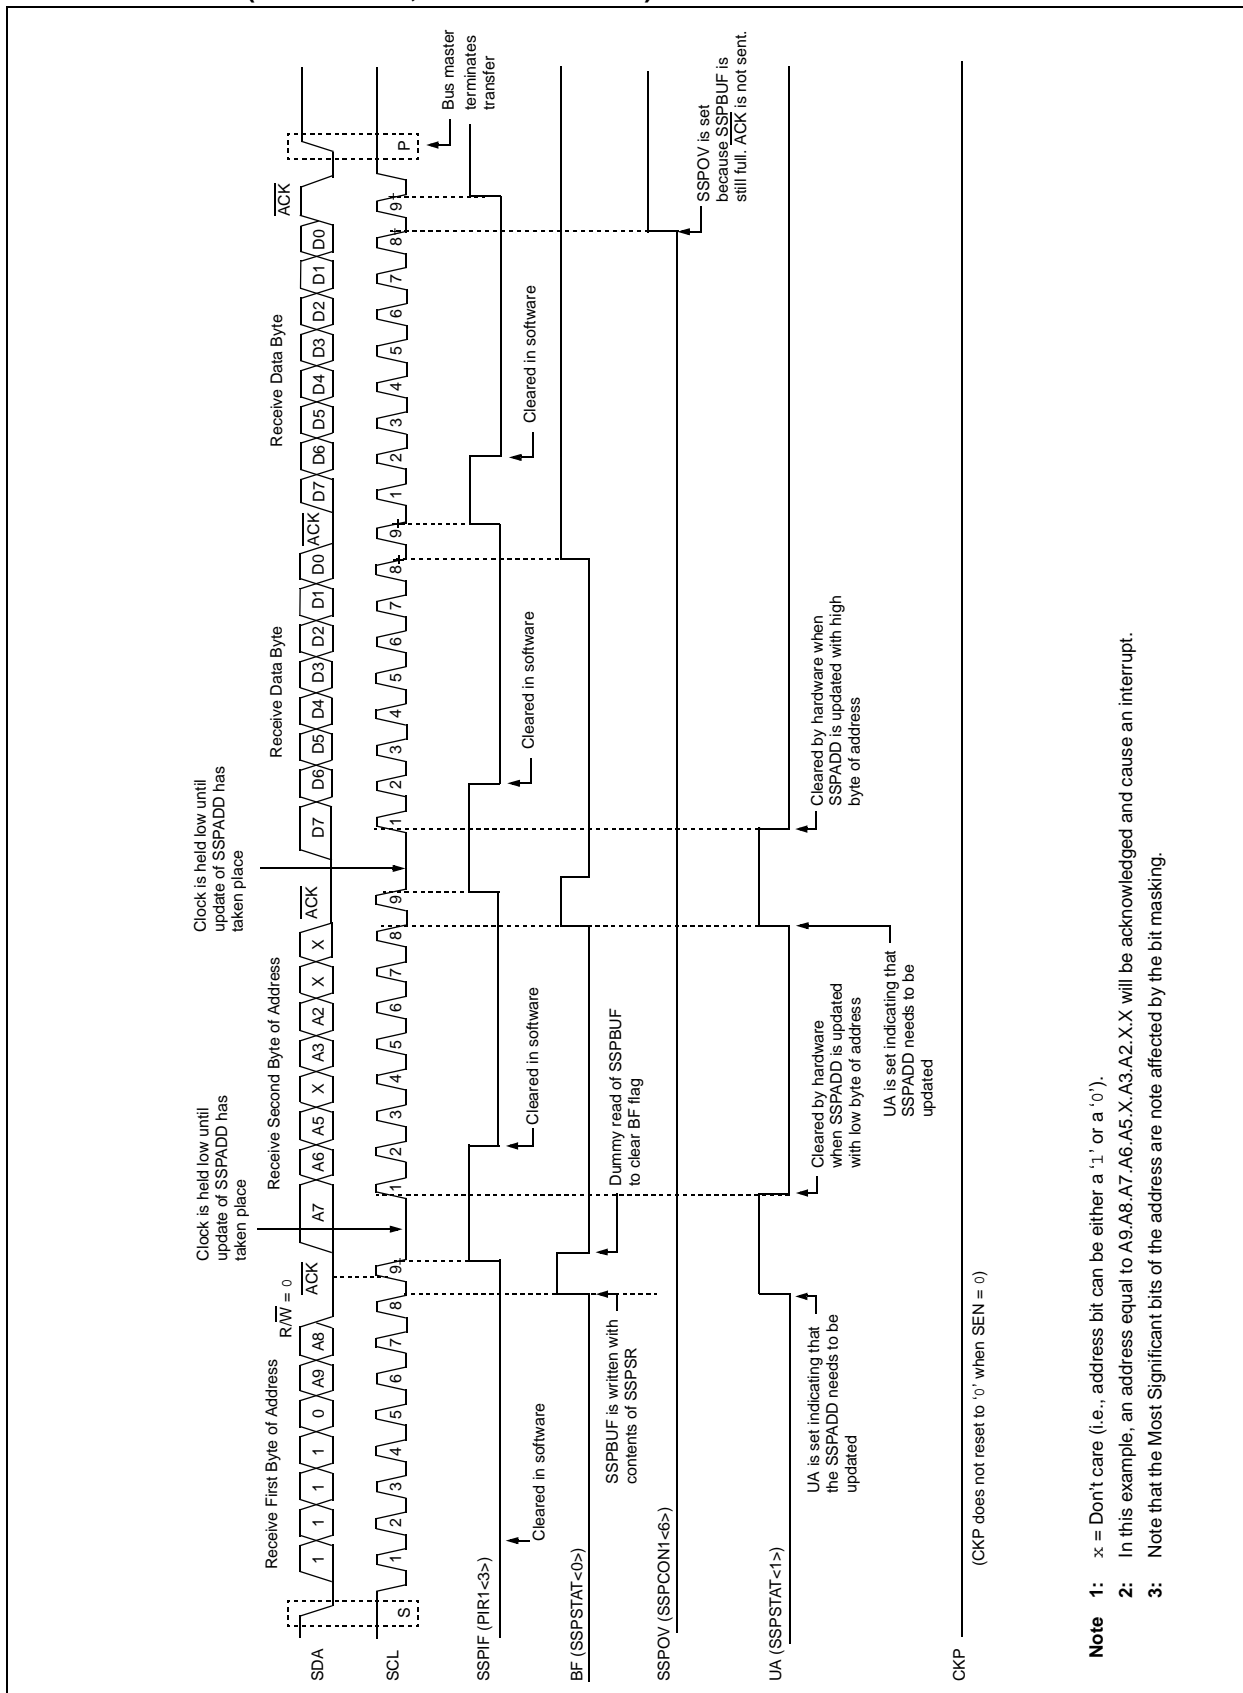 SDA
S
Receive First Byte of Address
1 1 1 1 0 A9 A8
R/W = 0
ACK
Clock is held low until
update of SSPADD has
taken place
Receive Second Byte of Address
A7 A6 A5 X A3 A2 X X
ACK
Clock is held low until
update of SSPADD has
taken place
Receive Data Byte
D7 D6 D5 D4 D3 D2 D1 D0
ACK
Receive Data Byte
D7 D6 D5 D4 D3 D2 D1 D0
ACK
SCL
1 2 3 4 5 6 7 8 9
1 2 3 4 5 6 7 8 9
1 2 3 4 5 6 7 8 9
1 2 3 4 5 6 7 8 9
P
Bus master
terminates
transfer
SSPIF (PIR1<3>)
Cleared in software
Cleared in software
Cleared in software
Cleared in software
BF (SSPSTAT<0>)
SSPBUF is written with
contents of SSPSR
Dummy read of SSPBUF
to clear BF flag
SSPOV (SSPCON1<6>)
SSPOV is set
because SSPBUF is
still full. ACK is not sent.
UA (SSPSTAT<1>)
UA is set indicating that
the SSPADD needs to be
updated
Cleared by hardware
when SSPADD is updated
with low byte of address
UA is set indicating that
SSPADD needs to be
updated
Cleared by hardware when
SSPADD is updated with high
byte of address
CKP
(CKP does not reset to ‘0’ when SEN = 0)
Note 1: x = Don’t care (i.e., address bit can be either a ‘1’ or a ‘0’).
2: In this example, an address equal to A9.A8.A7.A6.A5.X.A3.A2.X.X will be acknowledged and cause an interrupt.
3: Note that the Most Significant bits of the address are note affected by the bit masking.